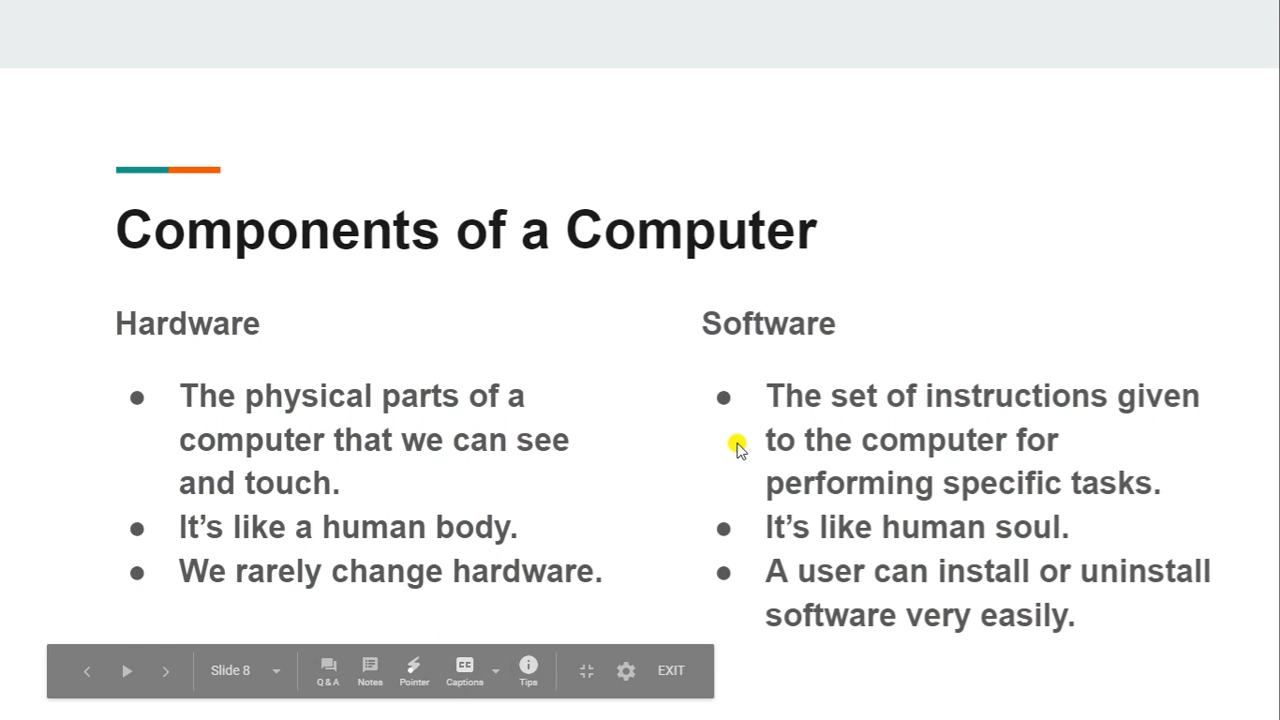 Components of a Computer
Hardware
● The physical parts of a
computer that we can see
and touch.
● It’s like a human body.
● We rarely change hardware.
Software
● The set of instructions given
to the computer for
performing specific tasks.
● It’s like human soul.
● A user can install or uninstall
software very easily.
Slide 8
Q & A
Notes
Pointer
CC
Captions
Tips
EXIT